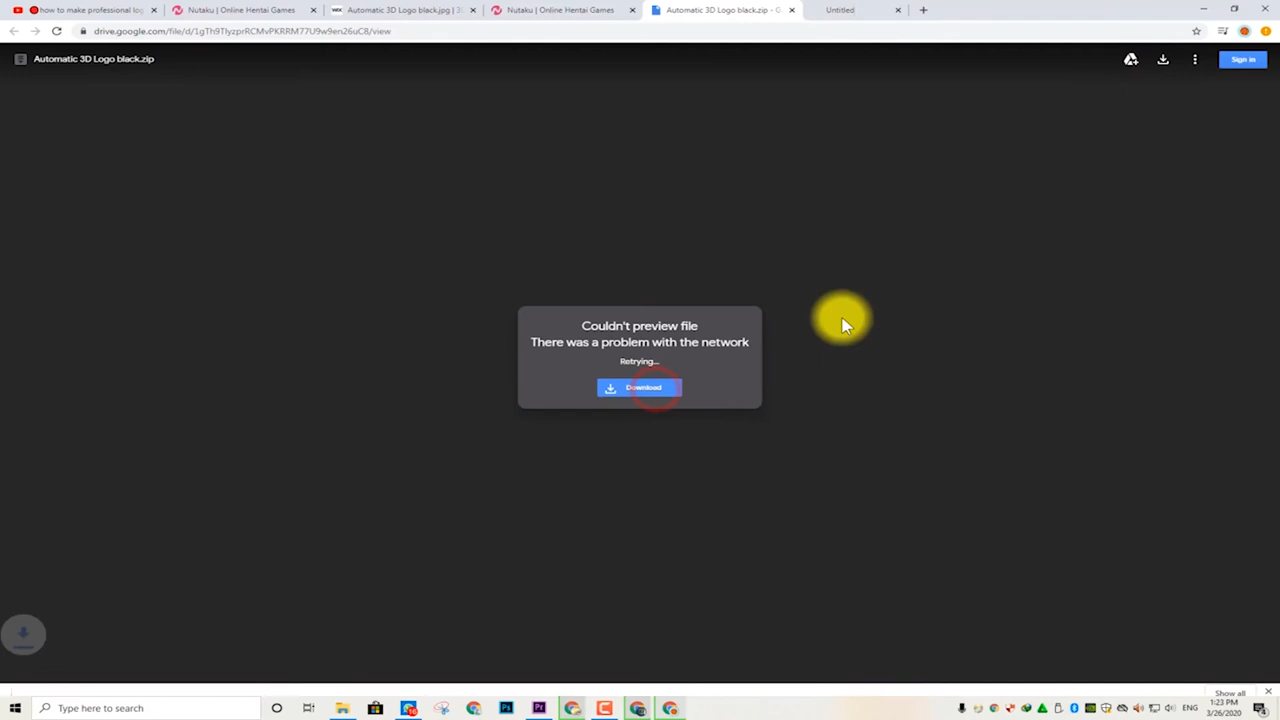 how to make professional log
Nutaku | Online Hentai Games
Automatic 3D Logo black.jpg | 3
Nutaku | Online Hentai Games
Automatic 3D Logo black.zip - G
Untitled
drive.google.com/file/d/1gTh9TlyzprRCMvPKRRM77U9w9en26uC8/view
Automatic 3D Logo black.zip
Sign in
Couldn't preview file
There was a problem with the network
Retrying...
Download
Show all
Type here to search
ENG
1:23 PM
3/26/2020